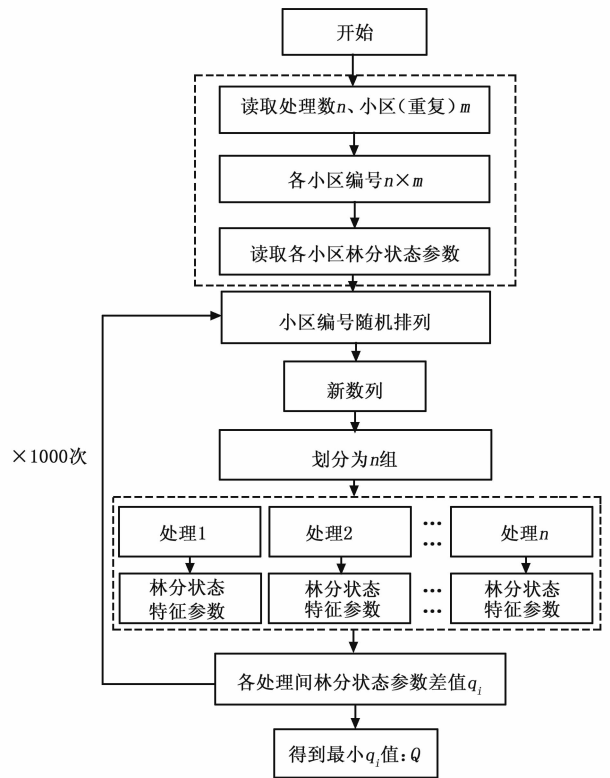 开始
读取处理数n、小区(重复)m
各小区编号n×m
读取各小区林分状态参数
小区编号随机排列
新数列
×1000次
划分为n组
处理1
处理2
...
...
处理n
林分状态
特征参数
林分状态
特征参数
...
...
林分状态
特征参数
各处理间林分状态参数差值qi
得到最小qi值:Q